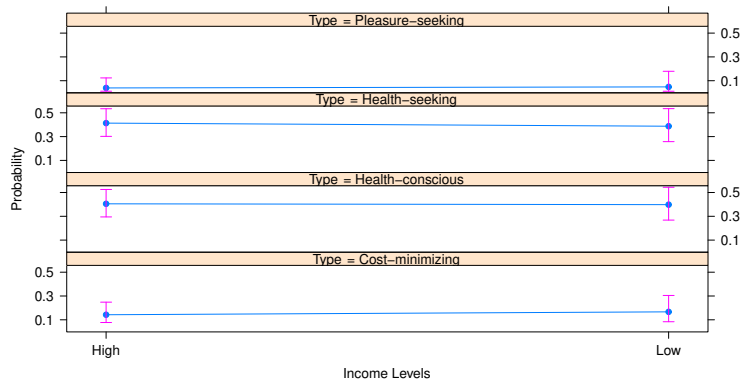 Type = Pleasure−seeking
0.5
0.1
Type = Health−seeking
0.5
0.3
0.1
Type = Health−conscious
0.5
0.3
0.1
Type = Cost−minimizing
0.5
0.3
0.1
Probability
High
Low
Income Levels